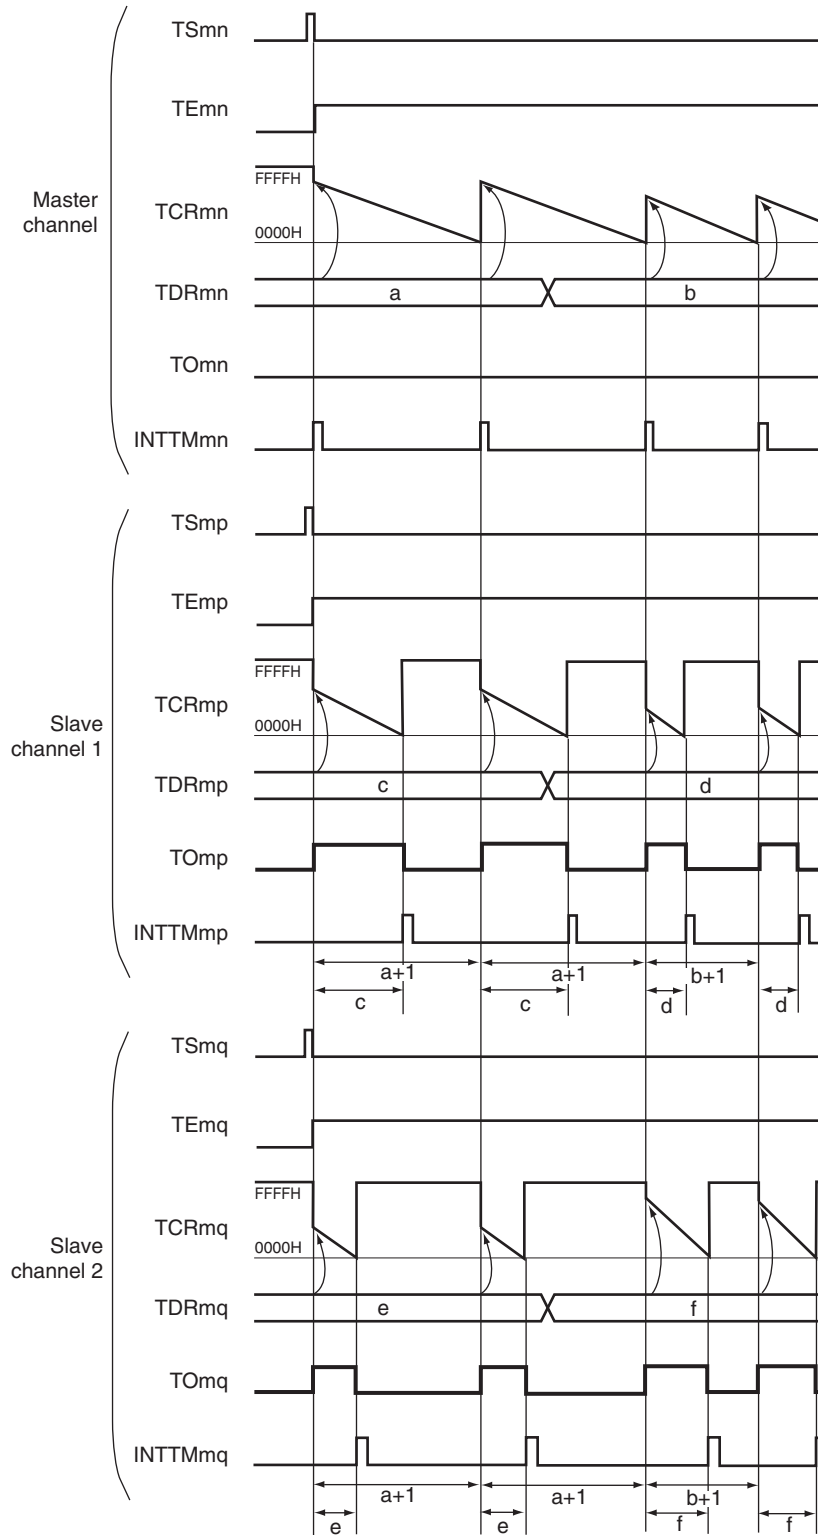 TSmn
TEmn
FFFFH
Master
channel
TCRmn
0000H
TDRmn
a
b
TOmn
INTTMmn
TSmp
TEmp
FFFFH
TCRmp
Slave
channel 1
0000H
TDRmp
c
d
TOmp
INTTMmp
a+1
a+1
b+1
c
c
d
d
TSmq
TEmq
FFFFH
TCRmq
Slave
channel 2
0000H
TDRmq
e
f
TOmq
INTTMmq
a+1
a+1
b+1
e
e
f
f